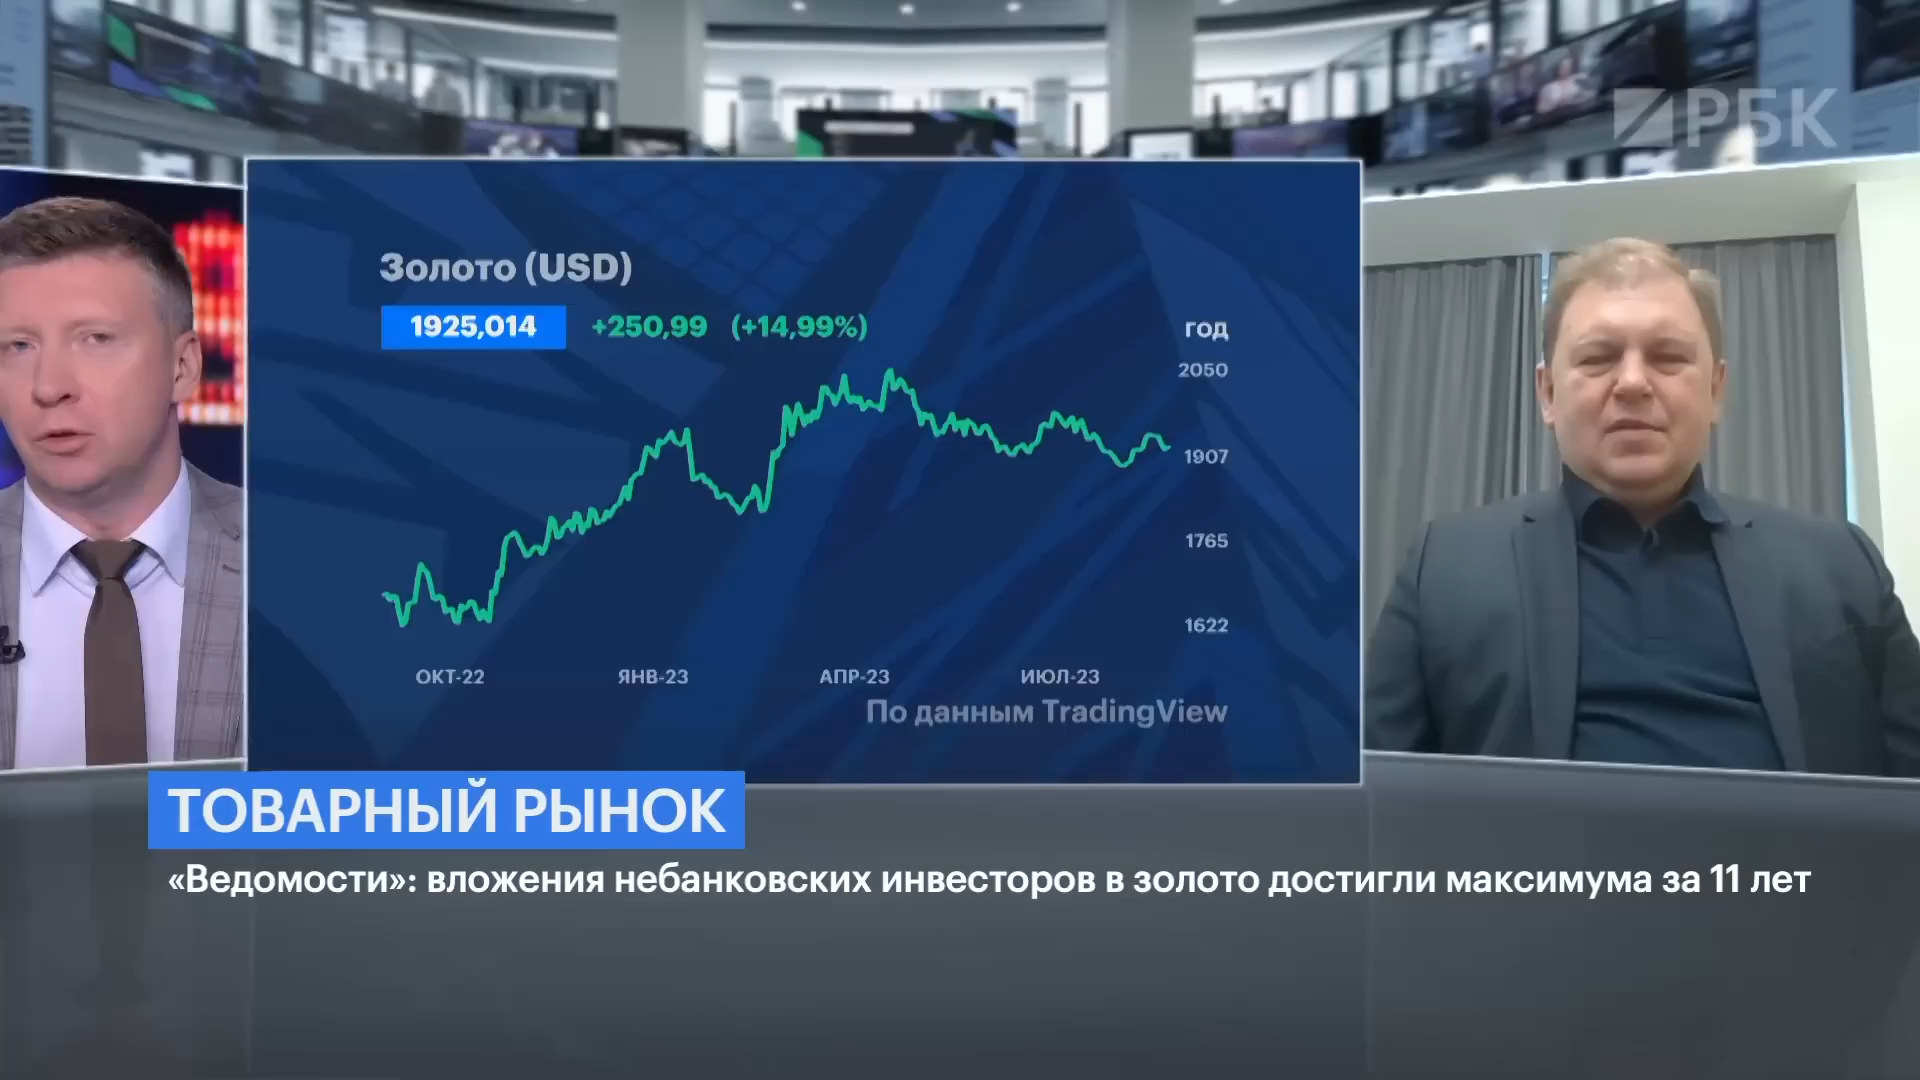 РБК
Золото (USD)
1925,014 +250,99 (+14,99%)
год
2050
1907
1765
1622
ОКТ-22 ЯНВ-23 АПР-23 ИЮЛ-23
По данным TradingView
ТОВАРНЫЙ РЫНОК
«Ведомости»: вложения небанковских инвесторов в золото достигли максимума за 11 лет